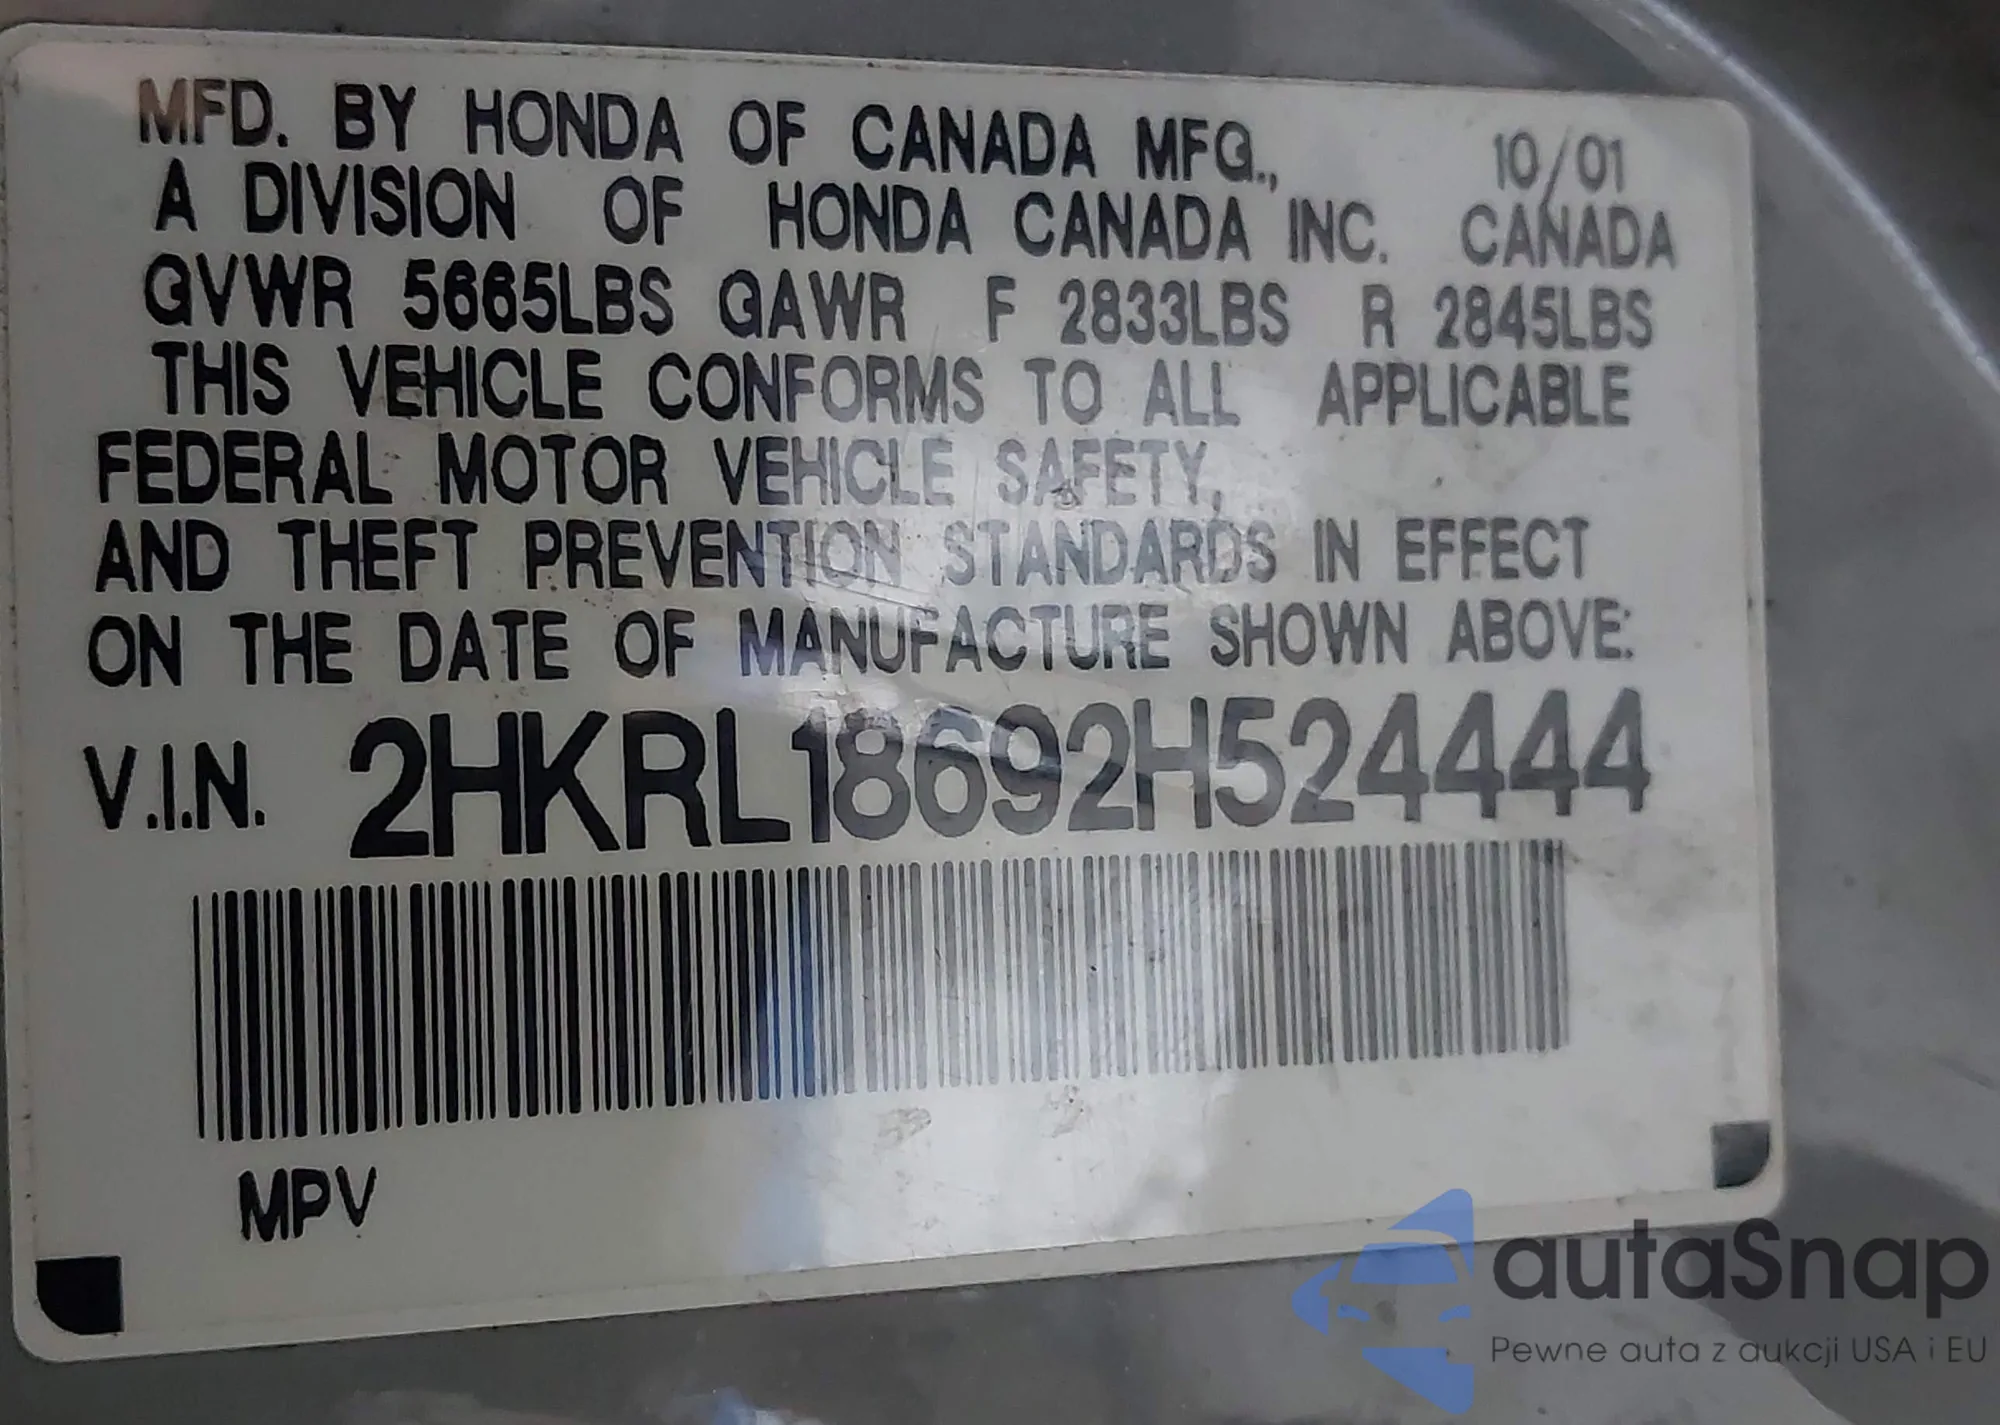 MFD. BY HONDA OF CANADA MFG., 10/01
A DIVISION OF HONDA CANADA INC. CANADA
GVWR 5665LBS GAWR F 2833LBS R 2845LBS
THIS VEHICLE CONFORMS TO ALL APPLICABLE
FEDERAL MOTOR VEHICLE SAFETY,
AND THEFT PREVENTION STANDARDS IN EFFECT
ON THE DATE OF MANUFACTURE SHOWN ABOVE:
V.I.N. 2HKRL18692H524444
MPV
autaSnap
Pewne auta z aukcji USA i EU